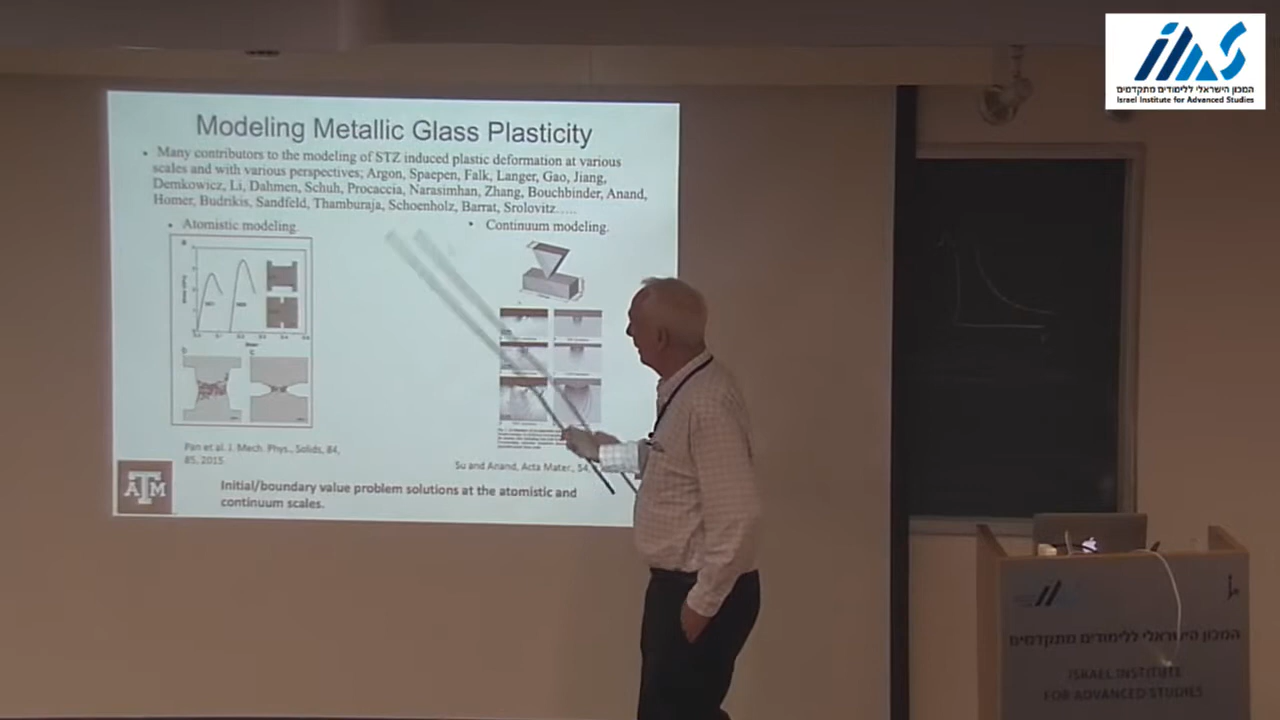 המכון הישראלי ללימודים מתקדמים
Israel Institute for Advanced Studies
Modeling Metallic Glass Plasticity
• Many contributors to the modeling of STZ induced plastic deformation at various
scales and with various perspectives; Argon, Spaepen, Falk, Langer, Gao, Jiang,
Demkowicz, Li, Dahmen, Schuh, Procaccia, Narasimhan, Zhang, Bouchbinder, Anand,
Homer, Budrikis, Sandfeld, Thamburaja, Schoenholz, Barrat, Srolovitz.....
• Atomistic modeling.
• Continuum modeling.
Pan et al. J. Mech. Phys., Solids, 84,
85, 2015
Su and Anand, Acta Mater., 54,
ATM
Initial/boundary value problem solutions at the atomistic and
continuum scales.
המכון הישראלי ללימודים מתקדמים
ISRAEL INSTITUTE
FOR ADVANCED STUDIES